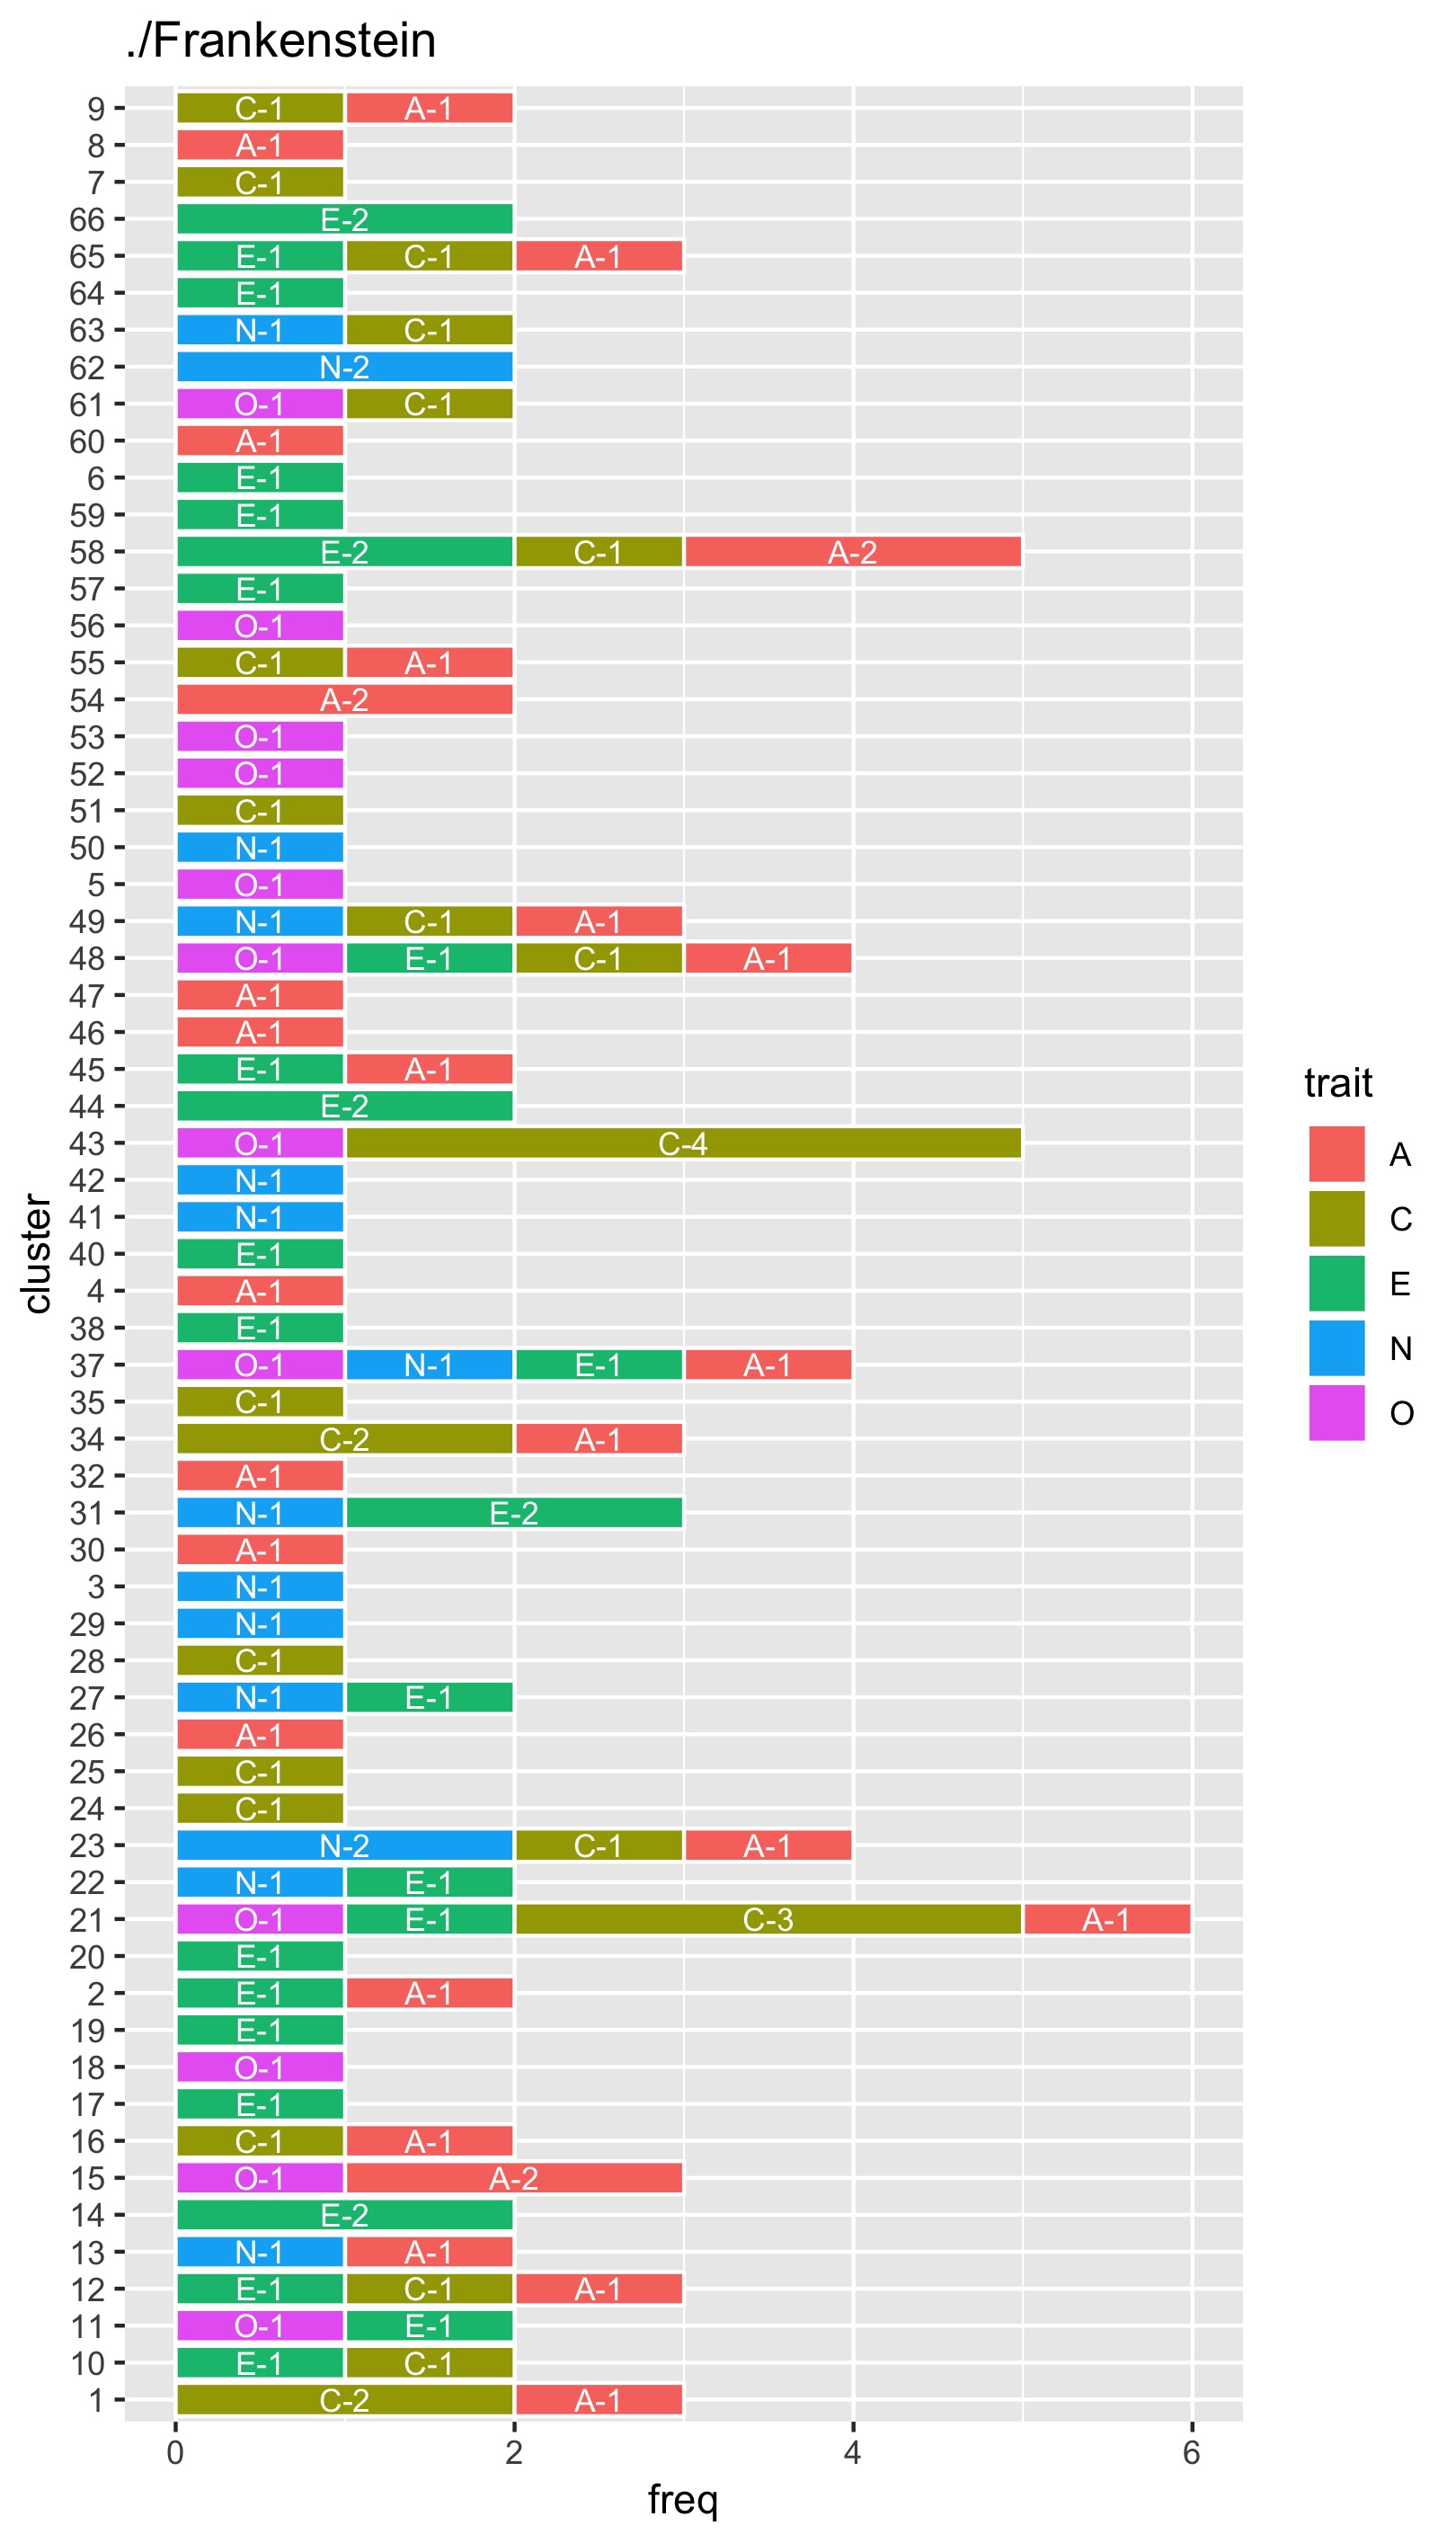 ./Frankenstein
9 C-1 A-1
8 A-1
7 C-1
66 E-2
65 E-1 C-1 A-1
64 E-1
63 N-1 C-1
62 N-2
61 O-1 C-1
60 A-1
6 E-1
59 E-1
58 E-2 C-1 A-2
57 E-1
56 O-1
55 C-1 A-1
54 A-2
53 O-1
52 O-1
51 C-1
50 N-1
5 O-1
49 N-1 C-1 A-1
48 O-1 E-1 C-1 A-1
47 A-1
46 A-1
45 E-1 A-1
44 E-2
43 O-1 C-4
42 N-1
41 N-1
40 E-1
4 A-1
38 E-1
37 O-1 N-1 E-1 A-1
35 C-1
34 C-2 A-1
32 A-1
31 N-1 E-2
30 A-1
3 N-1
29 N-1
28 C-1
27 N-1 E-1
26 A-1
25 C-1
24 C-1
23 N-2 C-1 A-1
22 N-1 E-1
21 O-1 E-1 C-3 A-1
20 E-1
2 E-1 A-1
19 E-1
18 O-1
17 E-1
16 C-1 A-1
15 O-1 A-2
14 E-2
13 N-1 A-1
12 E-1 C-1 A-1
11 O-1 E-1
10 E-1 C-1
1 C-2 A-1
0 2 4 6
freq
cluster
trait
A
C
E
N
O